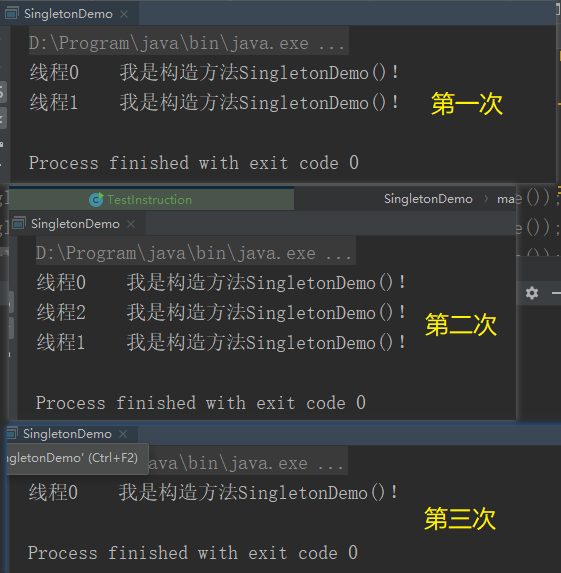 SingletonDemo
D:\Program\java\bin\java.exe ...
线程0 我是构造方法SingletonDemo()!
线程1 我是构造方法SingletonDemo()!
第一次
Process finished with exit code 0
TestInstruction
SingletonDemo > ma
SingletonDemo
D:\Program\java\bin\java.exe ...
线程0 我是构造方法SingletonDemo()!
线程2 我是构造方法SingletonDemo()!
线程1 我是构造方法SingletonDemo()!
第二次
Process finished with exit code 0
SingletonDemo
ngletonDemo' (Ctrl+F2)
ava\bin\java.exe ...
线程0 我是构造方法SingletonDemo()!
第三次
Process finished with exit code 0